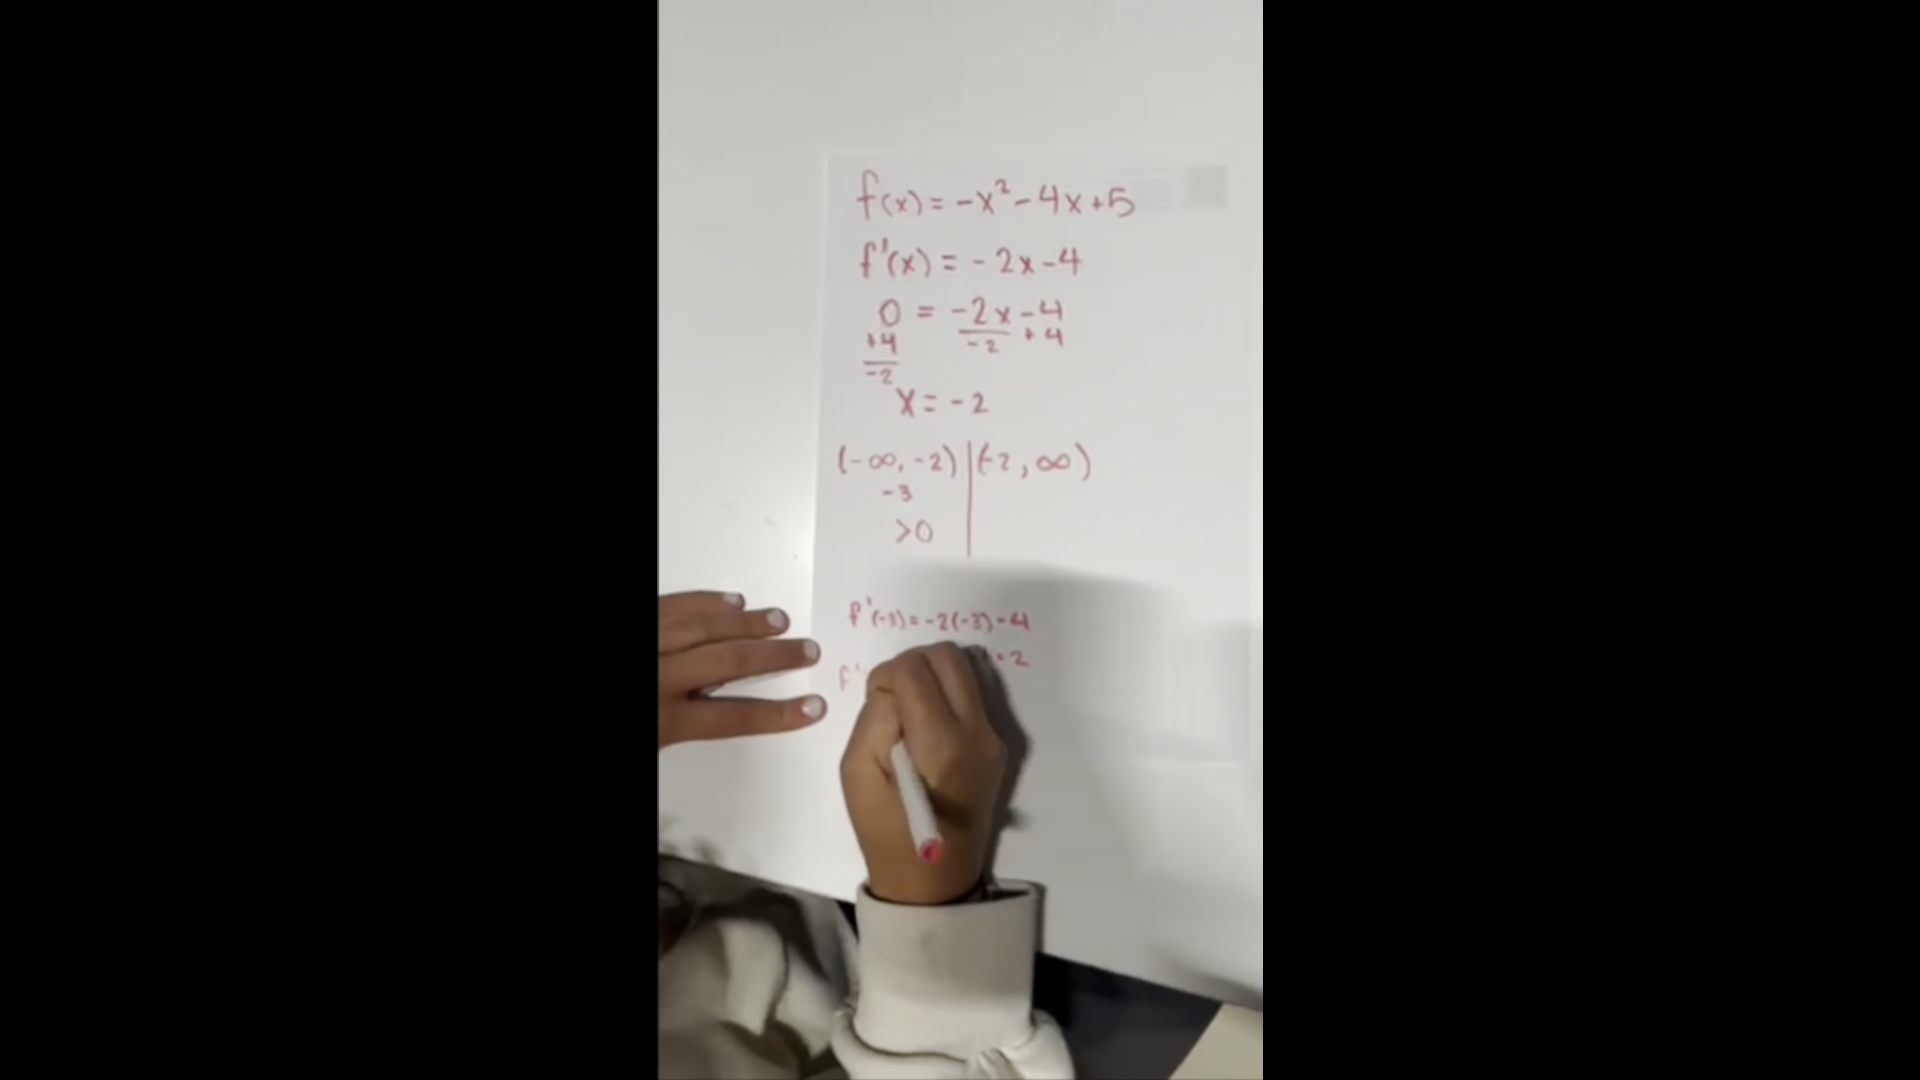 f(x) = -x² - 4x + 5
f'(x) = - 2x - 4
0 = -2x - 4
+4 -2 + 4
-2
x = - 2
(-∞, -2) | (-2, ∞)
-3
>0
f'(-3) = -2(-3) - 4
= 2
f'